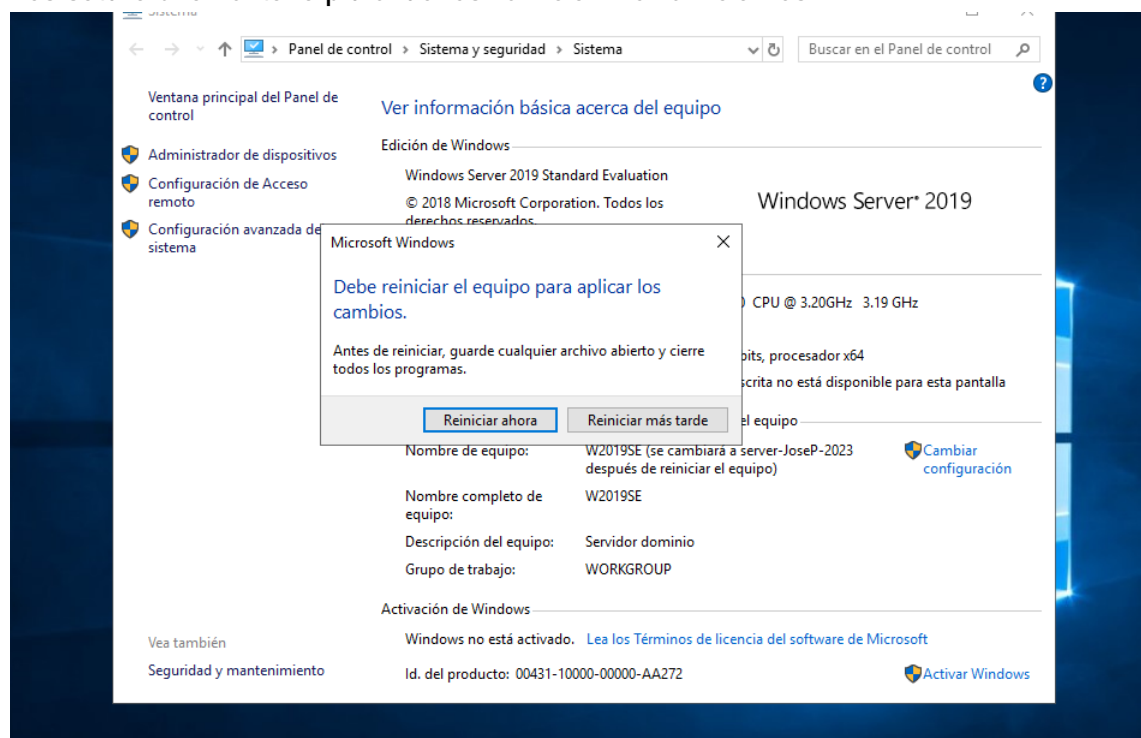 Panel de control > Sistema y seguridad > Sistema
Buscar en el Panel de control
?
Ventana principal del Panel de
control
Administrador de dispositivos
Configuración de Acceso
remoto
Configuración avanzada de
sistema
Ver información básica acerca del equipo
Edición de Windows
Windows Server 2019 Standard Evaluation
© 2018 Microsoft Corporation. Todos los
derechos reservados.
Windows Server 2019
Microsoft Windows
Debe reiniciar el equipo para aplicar los
cambios.
Antes de reiniciar, guarde cualquier archivo abierto y cierre
todos los programas.
Reiniciar ahora
Reiniciar más tarde
CPU @ 3.20GHz 3.19 GHz
bits, procesador x64
scrita no está disponible para esta pantalla
el equipo
Nombre de equipo:
W2019SE (se cambiará a server-JoseP-2023
después de reiniciar el equipo)
Cambiar
configuración
Nombre completo de
equipo:
W2019SE
Descripción del equipo:
Servidor dominio
Grupo de trabajo:
WORKGROUP
Activación de Windows
Windows no está activado. Lea los Términos de licencia del software de Microsoft
Id. del producto: 00431-10000-00000-AA272
Activar Windows
Vea también
Seguridad y mantenimiento